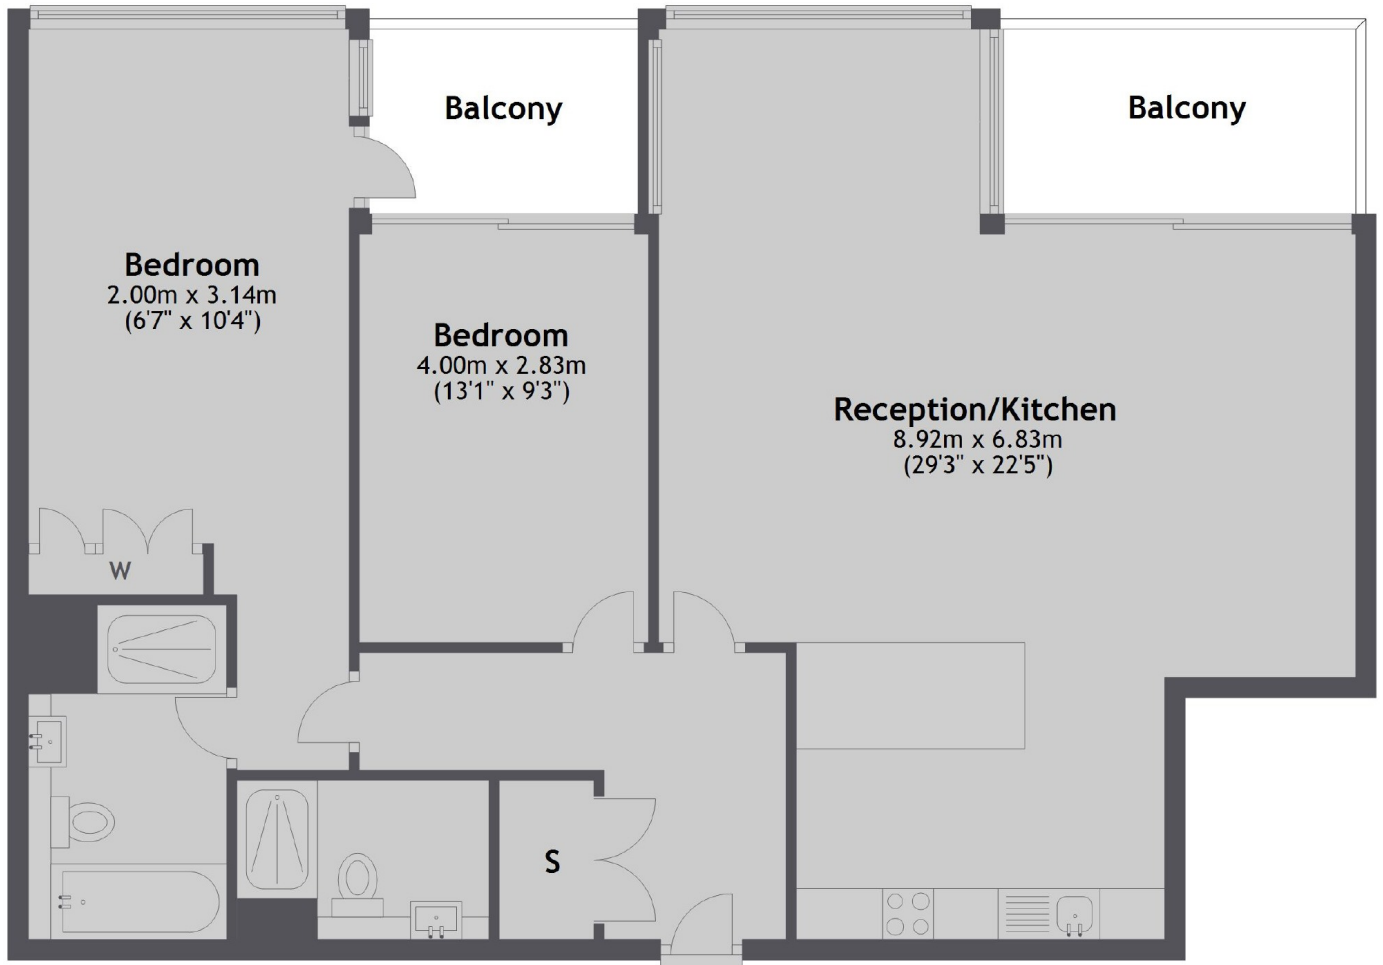 Balcony
Balcony
Bedroom
2.00m x 3.14m
(6'7" x 10'4")
Bedroom
4.00m x 2.83m
(13'1" x 9'3")
Reception/Kitchen
8.92m x 6.83m
(29'3" x 22'5")
W
S